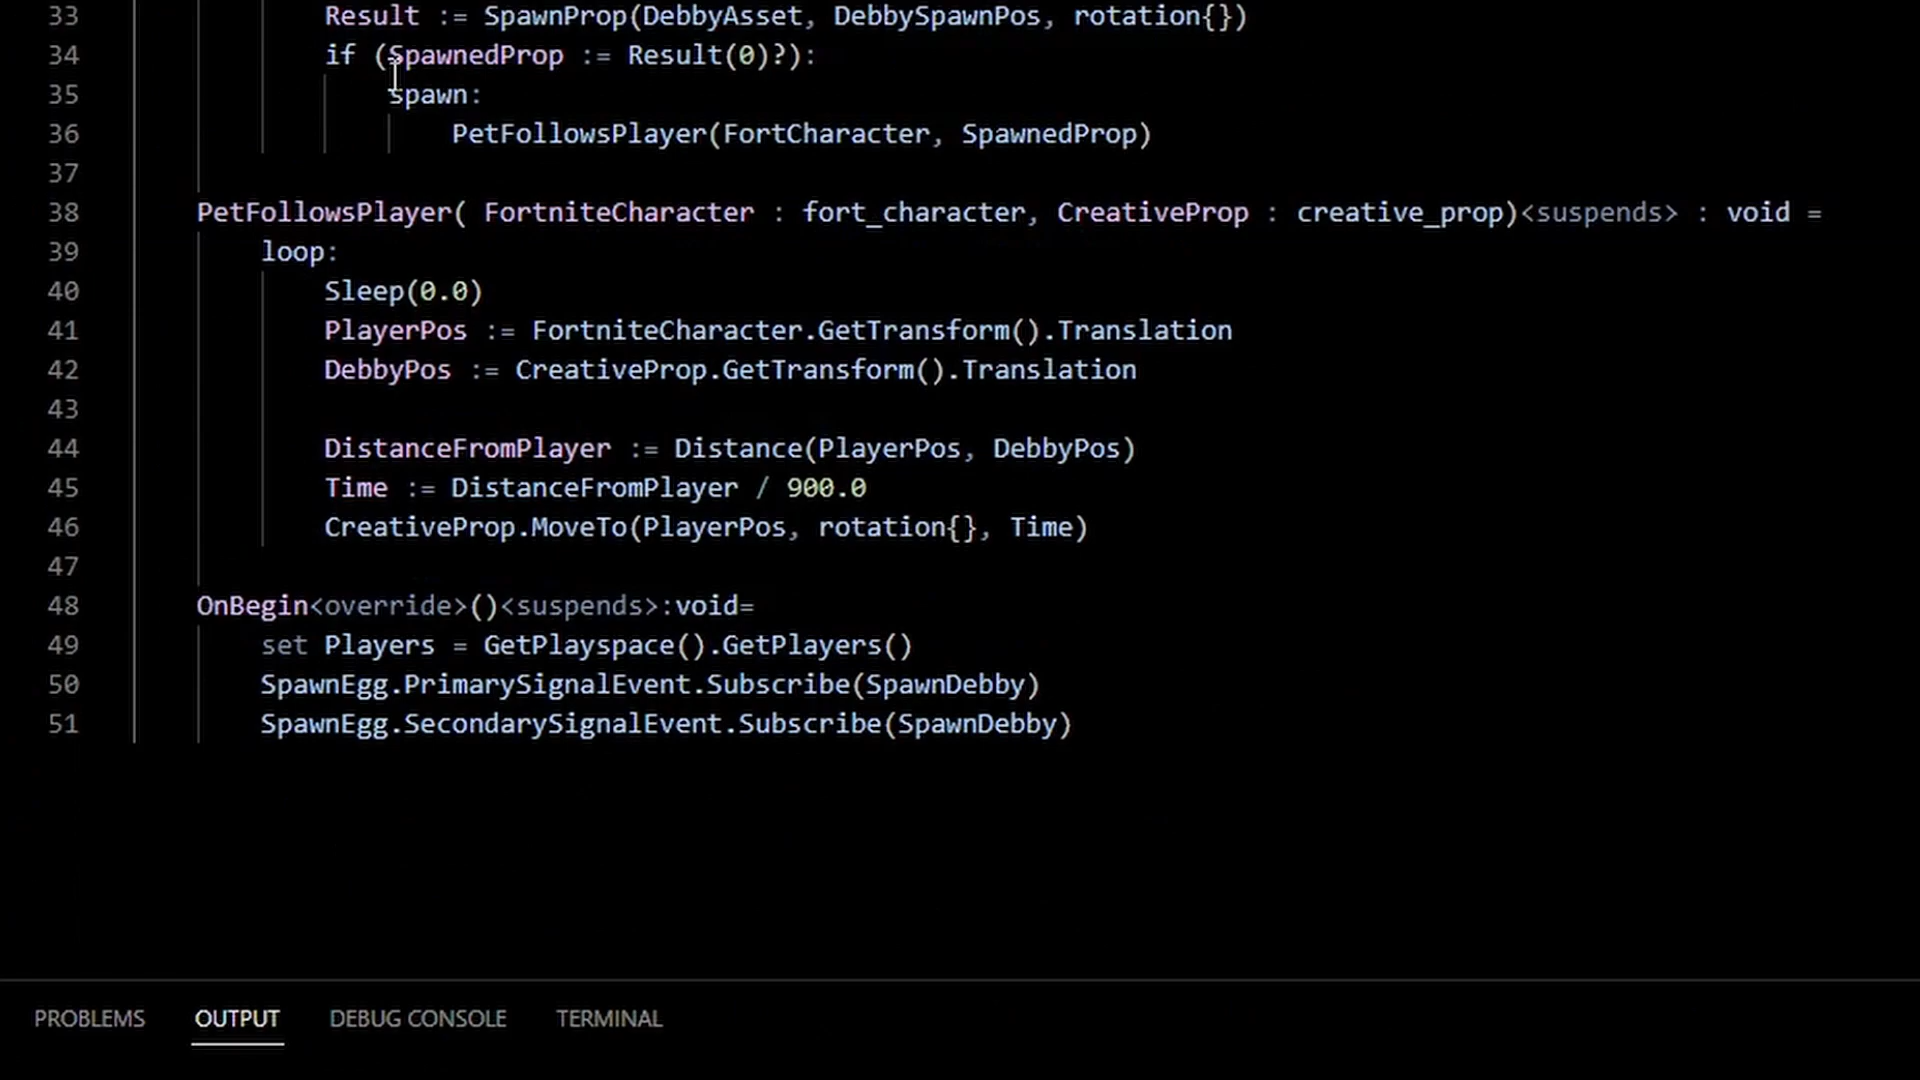 33 Result := SpawnProp(DebbyAsset, DebbySpawnPos, rotation{})
34 if (SpawnedProp := Result(0)?):
35 spawn:
36 PetFollowsPlayer(FortCharacter, SpawnedProp)
37
38 PetFollowsPlayer( FortniteCharacter : fort_character, CreativeProp : creative_prop)<suspends> : void =
39 loop:
40 Sleep(0.0)
41 PlayerPos := FortniteCharacter.GetTransform().Translation
42 DebbyPos := CreativeProp.GetTransform().Translation
43
44 DistanceFromPlayer := Distance(PlayerPos, DebbyPos)
45 Time := DistanceFromPlayer / 900.0
46 CreativeProp.MoveTo(PlayerPos, rotation{}, Time)
47
48 OnBegin<override>()<suspends>:void=
49 set Players = GetPlayspace().GetPlayers()
50 SpawnEgg.PrimarySignalEvent.Subscribe(SpawnDebby)
51 SpawnEgg.SecondarySignalEvent.Subscribe(SpawnDebby)
PROBLEMS OUTPUT DEBUG CONSOLE TERMINAL